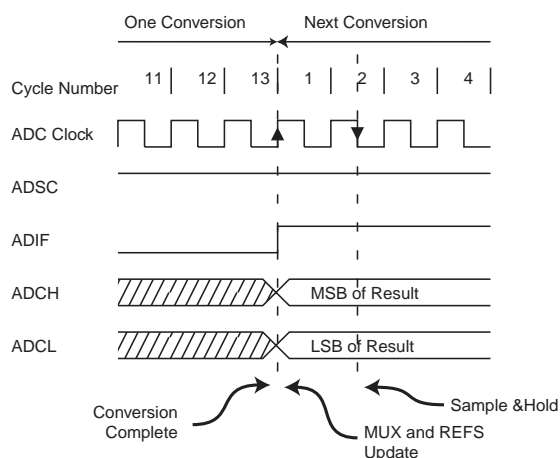 One Conversion Next Conversion
Cycle Number 11 12 13 1 2 3 4
ADC Clock
ADSC
ADIF
ADCH MSB of Result
ADCL LSB of Result
Conversion
Complete
MUX and REFS
Update
Sample &Hold